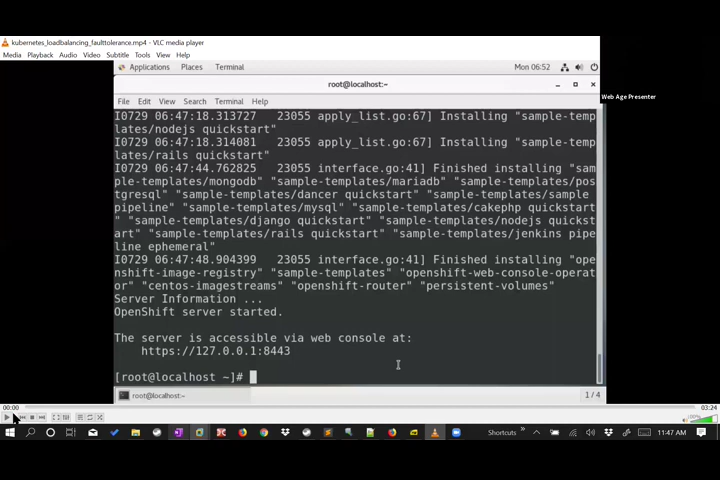 kubernetes_loadbalancing_faulttolerance.mp4 - VLC media player
Media Playback Audio Video Subtitle Tools View Help
Applications Places Terminal Mon 06:52
root@localhost:~
Web Age Presenter
File Edit View Search Terminal Help
I0729 06:47:18.313727   23055 apply_list.go:67] Installing "sample-temp
lates/nodejs quickstart"
I0729 06:47:18.314081   23055 apply_list.go:67] Installing "sample-temp
lates/rails quickstart"
I0729 06:47:44.762825   23055 interface.go:41] Finished installing "sam
ple-templates/mongodb" "sample-templates/mariadb" "sample-templates/pos
tgresql" "sample-templates/dancer quickstart" "sample-templates/sample
pipeline" "sample-templates/mysql" "sample-templates/cakephp quickstart
" "sample-templates/django quickstart" "sample-templates/nodejs quickst
art" "sample-templates/rails quickstart" "sample-templates/jenkins pipe
line ephemeral"
I0729 06:47:48.904399   23055 interface.go:41] Finished installing "ope
nshift-image-registry" "sample-templates" "openshift-web-console-operat
or" "centos-imagestreams" "openshift-router" "persistent-volumes"
Server Information ...
OpenShift server started.
The server is accessible via web console at:
https://127.0.0.1:8443
[root@localhost ~]#
root@localhost:~ 1 / 4
00:00 03:24
Shortcuts 11:47 AM